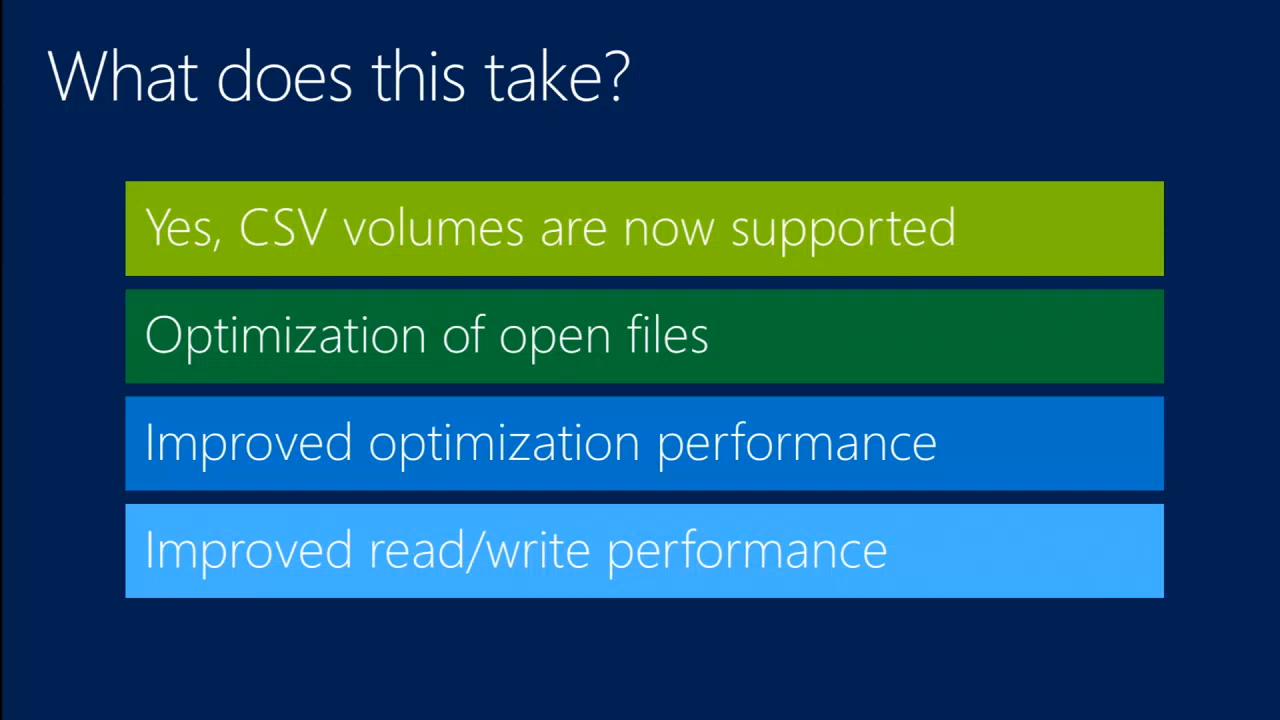 What does this take?
Yes, CSV volumes are now supported
Optimization of open files
Improved optimization performance
Improved read/write performance